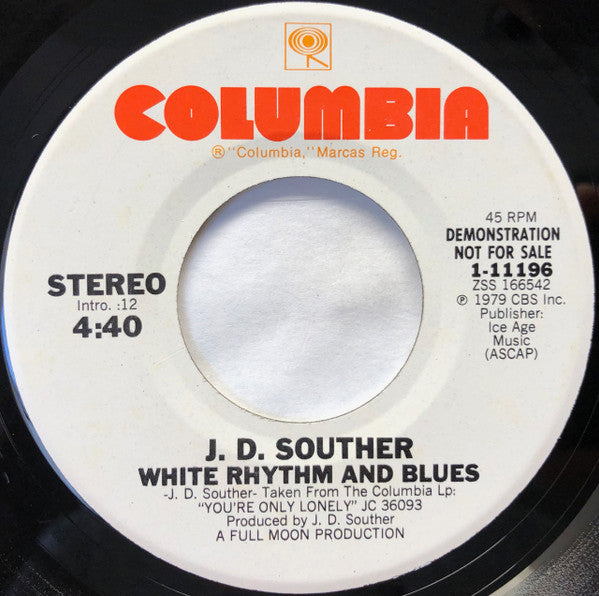 COLUMBIA
® "Columbia," Marcas Reg.
STEREO
Intro. :12
4:40
45 RPM
DEMONSTRATION
NOT FOR SALE
1-11196
ZSS 166542
℗ 1979 CBS Inc.
Publisher:
Ice Age
Music
(ASCAP)
J. D. SOUTHER
WHITE RHYTHM AND BLUES
-J. D. Souther- Taken From The Columbia Lp:
"YOU'RE ONLY LONELY" JC 36093
Produced by J. D. Souther
A FULL MOON PRODUCTION